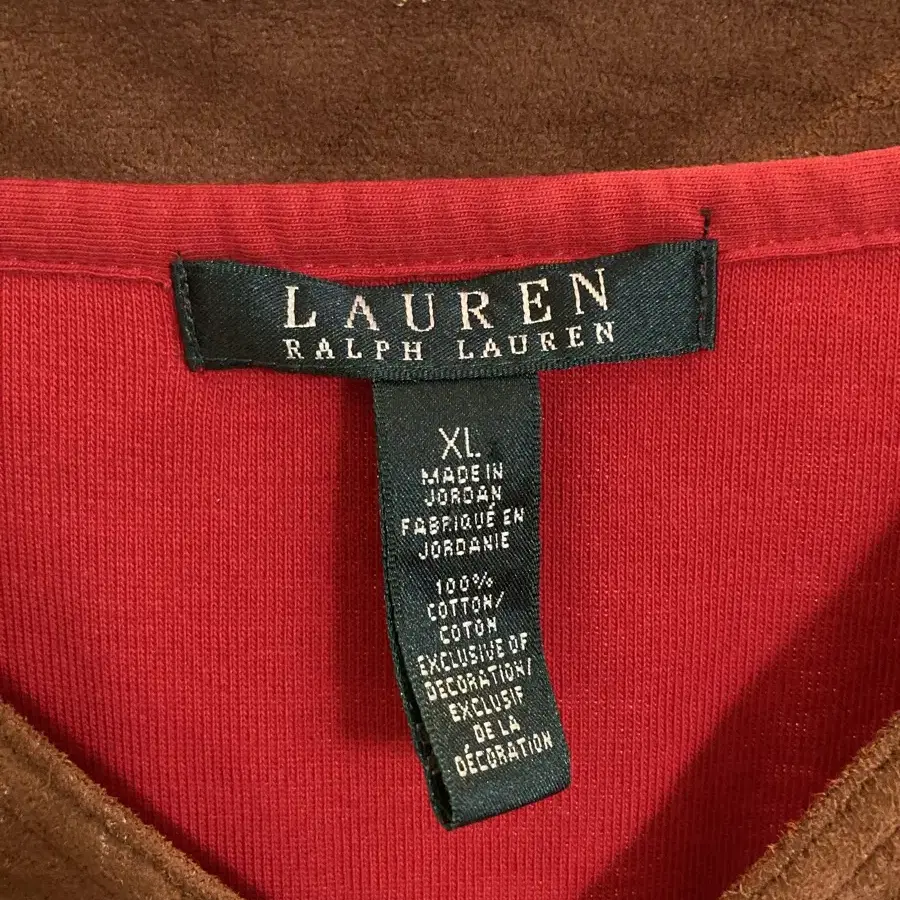 LAUREN
RALPH LAUREN
XL
MADE IN
JORDAN
FABRIQUÉ EN
JORDANIE
100%
COTTON/
COTON
EXCLUSIVE OF
DECORATION/
EXCLUSIF
DE LA
DÉCORATION